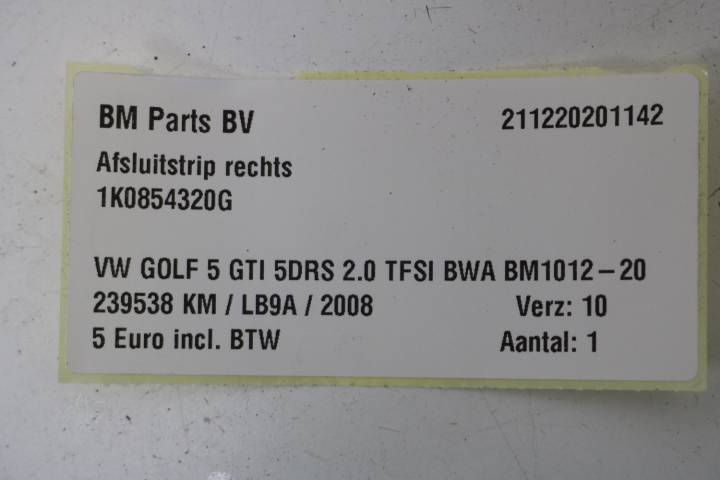 BM Parts BV 211220201142
Afsluitstrip rechts
1K0854320G
VW GOLF 5 GTI 5DRS 2.0 TFSI BWA BM1012-20
239538 KM / LB9A / 2008 Verz: 10
5 Euro incl. BTW Aantal: 1